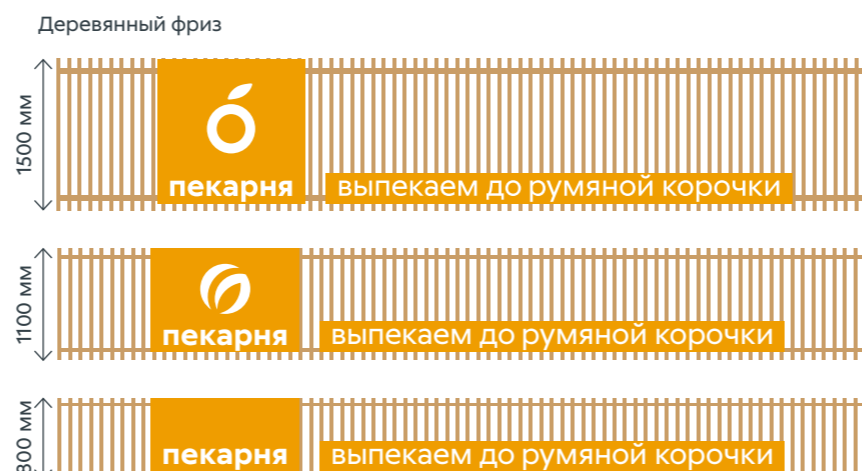 Деревянный фриз
1500 мм
пекарня
выпекаем до румяной корочки
1100 мм
пекарня
выпекаем до румяной корочки
800 мм
пекарня
выпекаем до румяной корочки